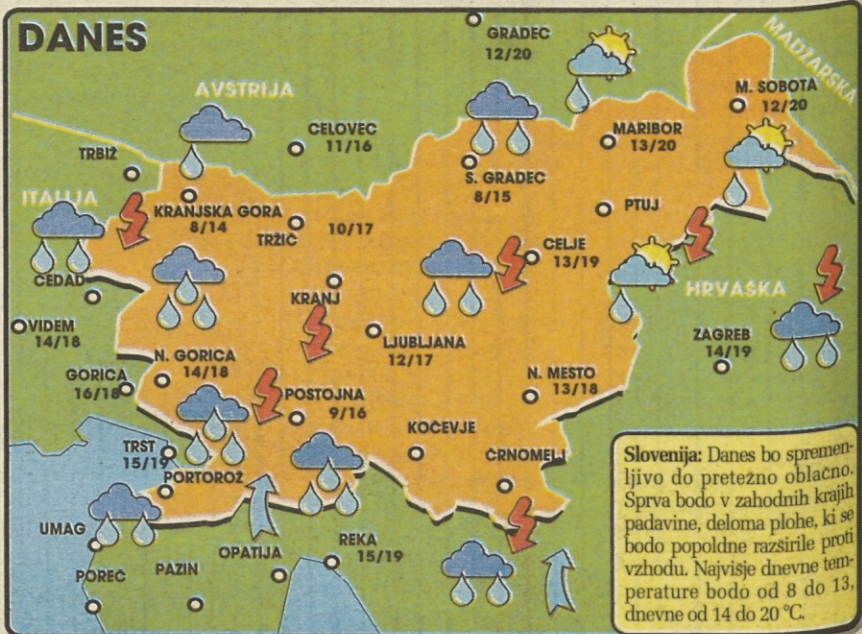 DANES
GRADEC
12/20
MADŽARSKA
AVSTRIJA
M. SOBOTA
12/20
CELOVEC
11/16
MARIBOR
13/20
TRBIŽ
S. GRADEC
8/15
ITALIJA
KRANJSKA GORA
8/14
TRŽIČ
10/17
PTUJ
CELJE
13/19
ČEDAD
KRANJ
HRVAŠKA
VIDEM
14/18
LJUBLJANA
12/17
ZAGREB
14/19
N. GORICA
14/18
GORICA
16/18
POSTOJNA
9/16
N. MESTO
13/18
KOČEVJE
ČRNOMELJ
TRST
15/19
PORTOROŽ
UMAG
OPATIJA
REKA
15/19
POREČ
PAZIN
Slovenija: Danes bo spremen-
ljivo do pretežno oblačno.
Sprva bodo v zahodnih krajih
padavine, deloma plohe, ki se
bodo popoldne razširile proti
vzhodu. Najvišje dnevne tem-
perature bodo od 8 do 13,
dnevne od 14 do 20 °C.